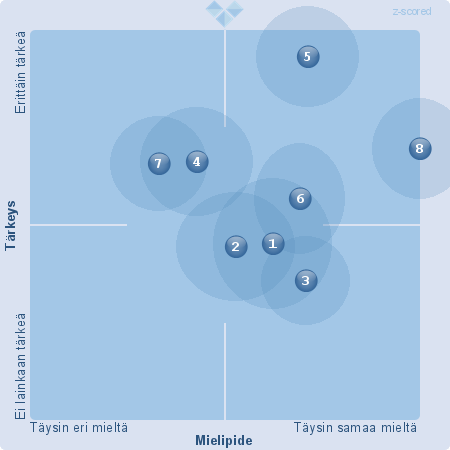 z-scored
Erittäin tärkeä
5
8
7
4
6
Tärkeys
2
1
3
Ei lainkaan tärkeä
Täysin eri mieltä
Täysin samaa mieltä
Mielipide